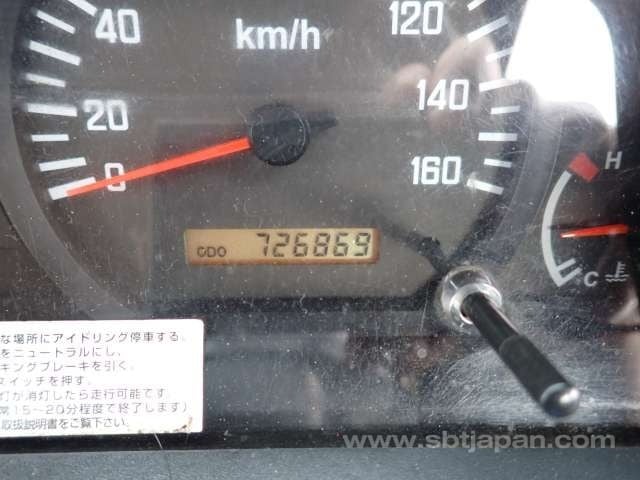 40
km/h
120
20
140
0
160
H
ODO 726869
C
な場所にアイドリング停車する。
をニュートラルにし、
キングブレーキを引く。
スイッチを押す。
灯が消灯したら走行可能です。
常15〜20分程度で終了します)
取扱説明書をご覧下さい。
www.sbtjapan.com